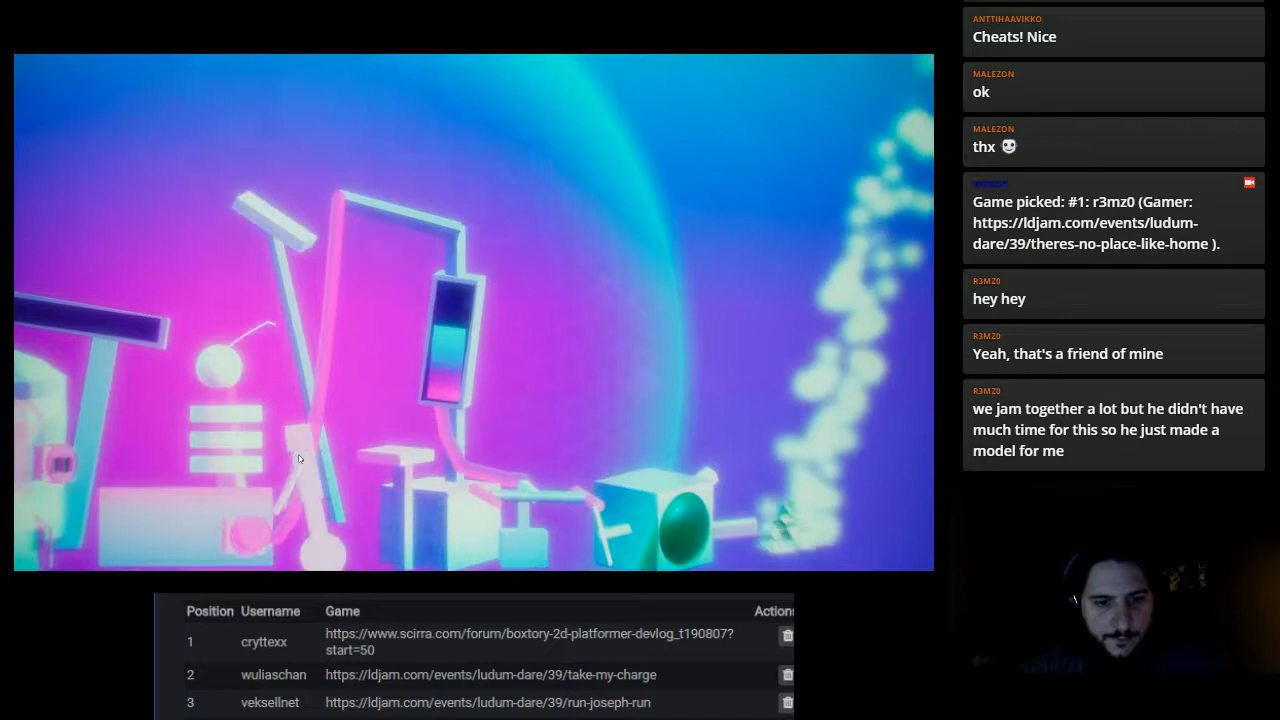 ANTTIHAAVIKKO
Cheats! Nice
MALEZON
ok
MALEZON
thx
Game picked: #1: r3mz0 (Gamer:
https://ldjam.com/events/ludum-
dare/39/theres-no-place-like-home ).
R3MZ0
hey hey
R3MZ0
Yeah, that's a friend of mine
R3MZ0
we jam together a lot but he didn't have
much time for this so he just made a
model for me
Position Username Game Actions
1 cryttexx https://www.scirra.com/forum/boxtory-2d-platformer-devlog_t190807?
start=50
2 wuliaschan https://ldjam.com/events/ludum-dare/39/take-my-charge
3 veksellnet https://ldjam.com/events/ludum-dare/39/run-joseph-run